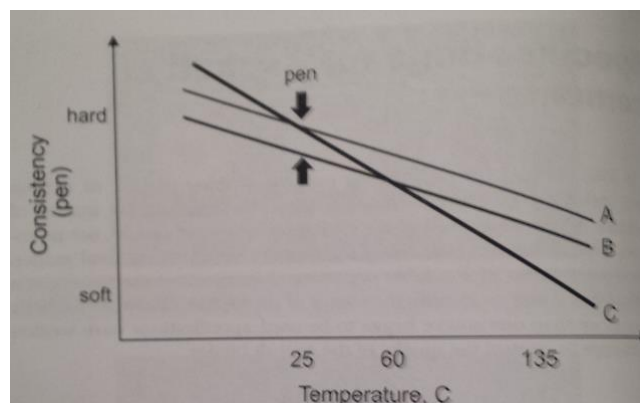 pen
hard
Consistency
(pen)
A
B
soft
C
25 60 135
Temperature, C